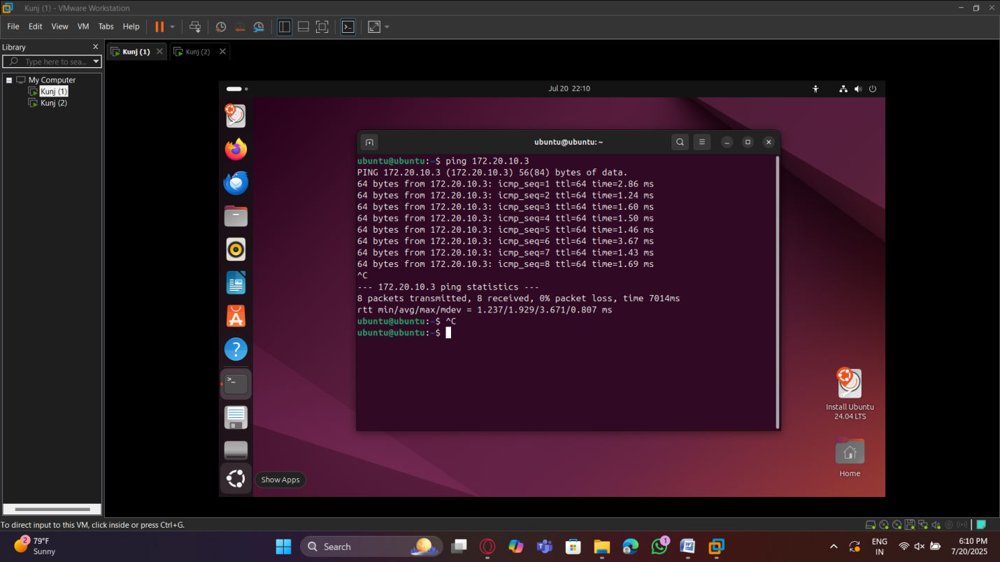 Kunj (1) - VMware Workstation
File Edit View VM Tabs Help
Library
Type here to sea...
My Computer
Kunj (1)
Kunj (2)
Kunj (1)
Kunj (2)
Jul 20 22:10
ubuntu@ubuntu: ~
ubuntu@ubuntu:~$ ping 172.20.10.3
PING 172.20.10.3 (172.20.10.3) 56(84) bytes of data.
64 bytes from 172.20.10.3: icmp_seq=1 ttl=64 time=2.86 ms
64 bytes from 172.20.10.3: icmp_seq=2 ttl=64 time=1.24 ms
64 bytes from 172.20.10.3: icmp_seq=3 ttl=64 time=1.60 ms
64 bytes from 172.20.10.3: icmp_seq=4 ttl=64 time=1.50 ms
64 bytes from 172.20.10.3: icmp_seq=5 ttl=64 time=1.46 ms
64 bytes from 172.20.10.3: icmp_seq=6 ttl=64 time=3.67 ms
64 bytes from 172.20.10.3: icmp_seq=7 ttl=64 time=1.43 ms
64 bytes from 172.20.10.3: icmp_seq=8 ttl=64 time=1.69 ms
^C
--- 172.20.10.3 ping statistics ---
8 packets transmitted, 8 received, 0% packet loss, time 7014ms
rtt min/avg/max/mdev = 1.237/1.929/3.671/0.807 ms
ubuntu@ubuntu:~$ ^C
ubuntu@ubuntu:~$
Install Ubuntu
24.04 LTS
Home
Show Apps
To direct input to this VM, click inside or press Ctrl+G.
2
79°F
Sunny
Search
1
ENG
IN
6:10 PM
7/20/2025